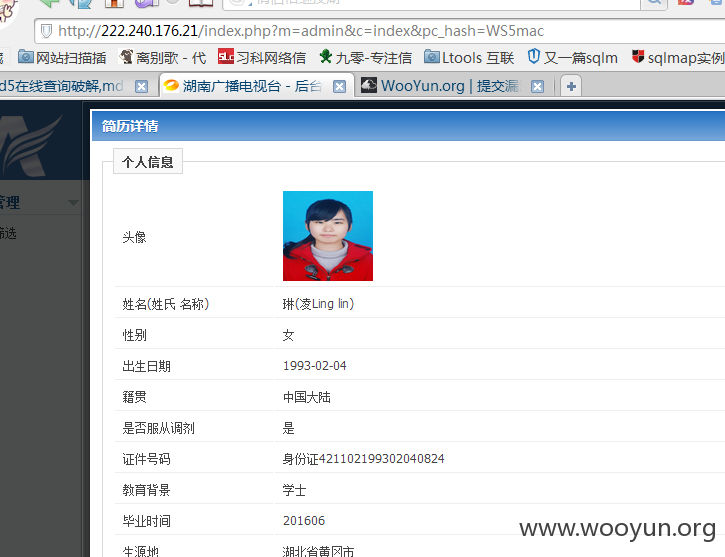 http://222.240.176.21/index.php?m=admin&c=index&pc_hash=WS5mac
网站扫描插 离别歌 - 代 习科网络信 九零-专注信 Ltools 互联 又一篇sqlm sqlmap实例
d5在线查询破解,md 湖南广播电视台 - 后台 WooYun.org | 提交漏
简历详情
个人信息
管理
头像
姓名(姓氏 名称) 琳(凌Ling lin)
性别 女
出生日期 1993-02-04
籍贯 中国大陆
是否服从调剂 是
证件号码 身份证421102199302040824
教育背景 学士
毕业时间 201606
www.wooyun.org
生源地 湖北省黄冈市